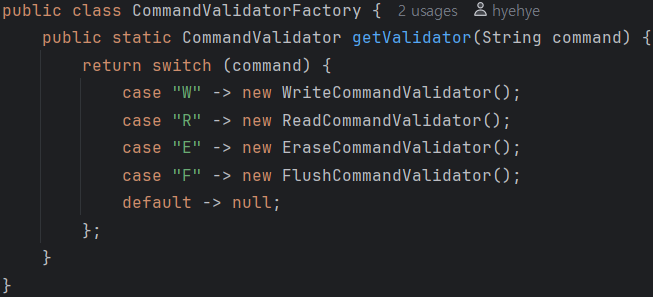 public class CommandValidatorFactory {  2 usages  hyehye
    public static CommandValidator getValidator(String command) {
        return switch (command) {
            case "W" -> new WriteCommandValidator();
            case "R" -> new ReadCommandValidator();
            case "E" -> new EraseCommandValidator();
            case "F" -> new FlushCommandValidator();
            default -> null;
        };
    }
}